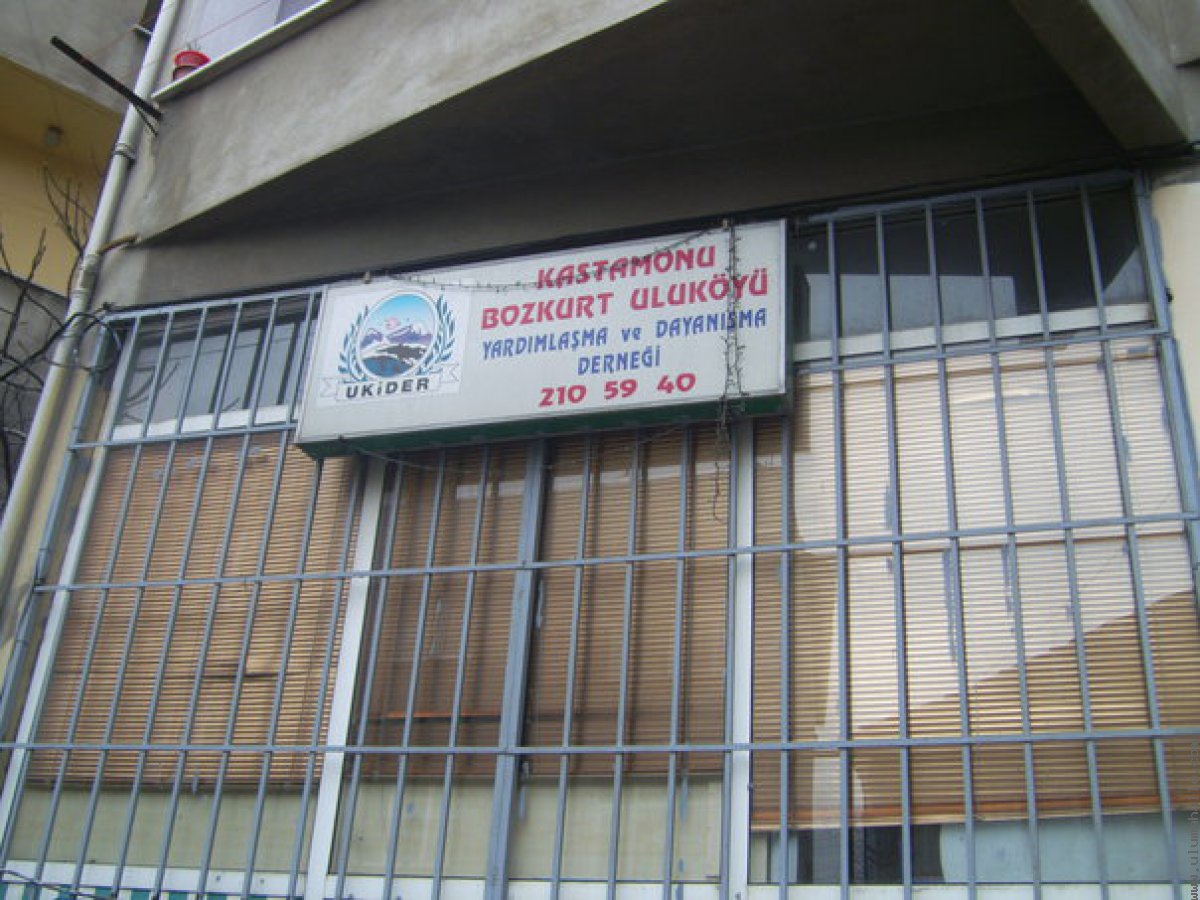 KASTAMONU
BOZKURT ULUKÖYÜ
YARDIMLAŞMA ve DAYANIŞMA
DERNEĞİ
210 59 40
UKİDER